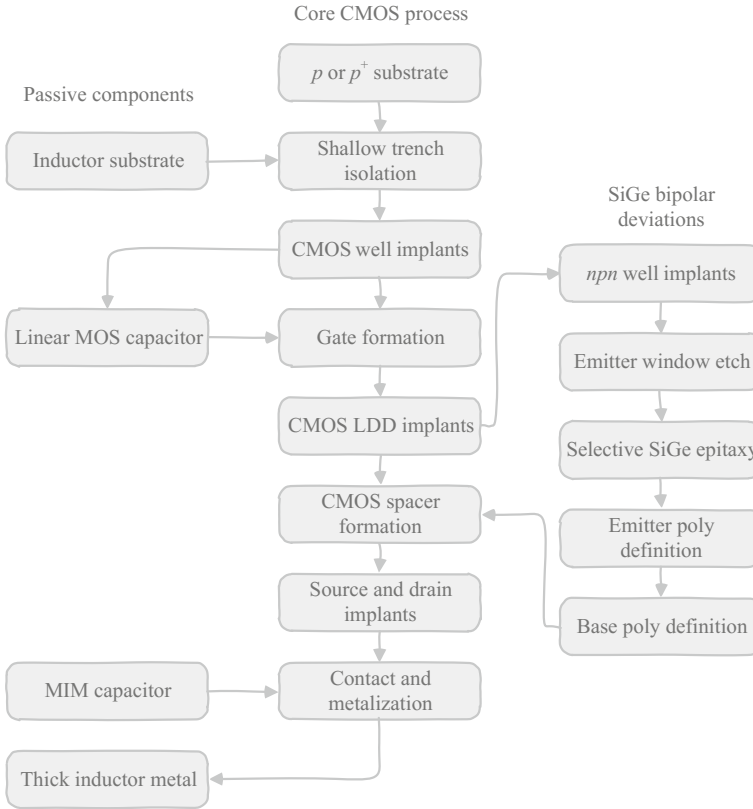 Core CMOS process
p or p+ substrate
Passive components
Inductor substrate
Shallow trench
isolation
SiGe bipolar
deviations
CMOS well implants
npn well implants
Linear MOS capacitor
Gate formation
Emitter window etch
CMOS LDD implants
Selective SiGe epitaxy
CMOS spacer
formation
Emitter poly
definition
Source and drain
implants
Base poly definition
MIM capacitor
Contact and
metalization
Thick inductor metal